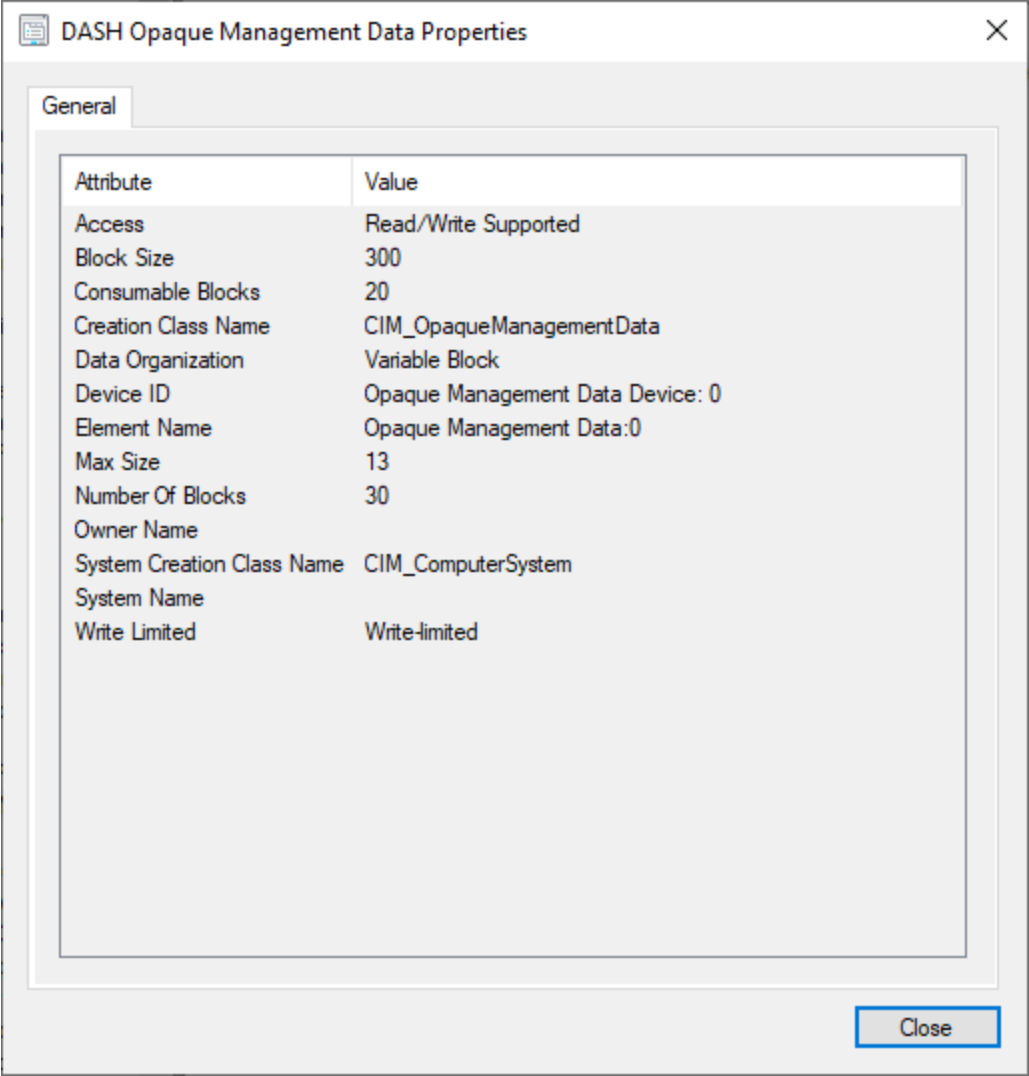 DASH Opaque Management Data Properties
General
Attribute Value
Access Read/Write Supported
Block Size 300
Consumable Blocks 20
Creation Class Name CIM_OpaqueManagementData
Data Organization Variable Block
Device ID Opaque Management Data Device: 0
Element Name Opaque Management Data:0
Max Size 13
Number Of Blocks 30
Owner Name
System Creation Class Name CIM_ComputerSystem
System Name
Write Limited Write-limited
Close